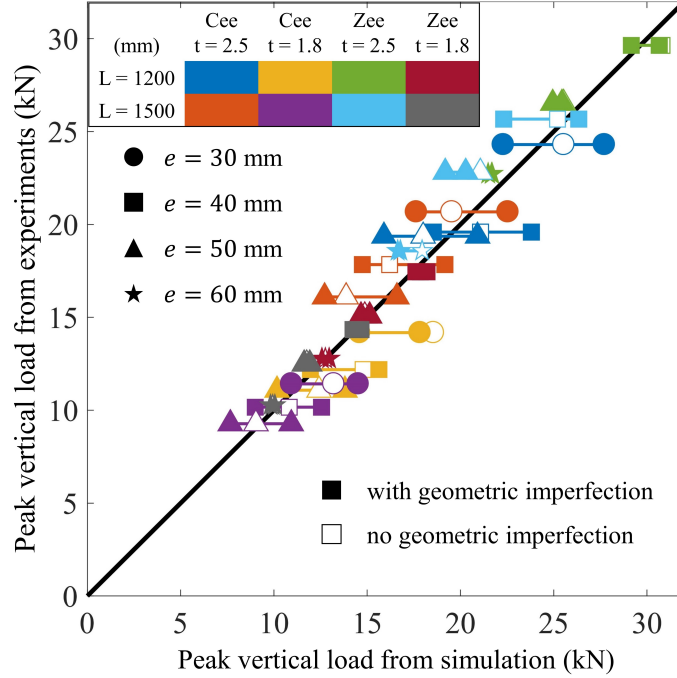 Cee Cee Zee Zee
(mm) t = 2.5 t = 1.8 t = 2.5 t = 1.8
L = 1200
L = 1500
e = 30 mm
e = 40 mm
e = 50 mm
e = 60 mm
with geometric imperfection
no geometric imperfection
30
25
20
15
10
5
0
0 5 10 15 20 25 30
Peak vertical load from experiments (kN)
Peak vertical load from simulation (kN)